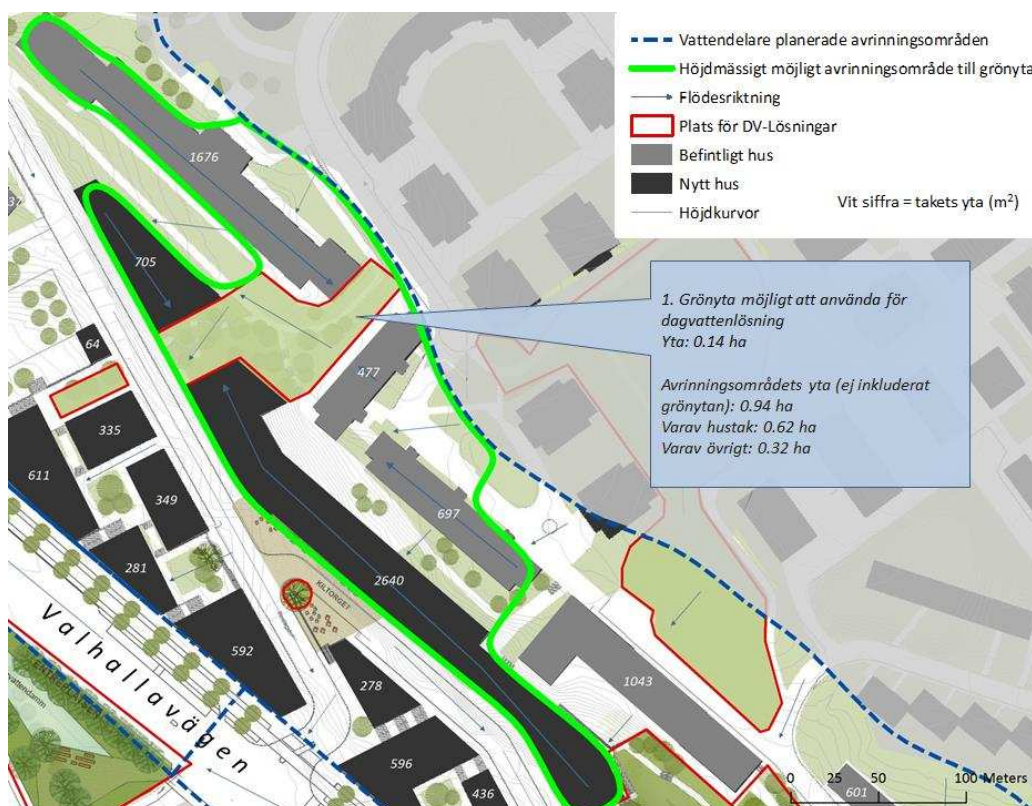 Vattendelare planerade avrinningsområden
Höjdmässigt möjligt avrinningsområde till grönyta
Flödesriktning
Plats för DV-Lösningar
Befintligt hus
Nytt hus
Vit siffra = takets yta (m²)
Höjdkurvor
1676
705
1. Grönyta möjligt att använda för
dagvattenlösning
Yta: 0.14 ha
Avrinningsområdets yta (ej inkluderat
grönytan): 0.94 ha
Varav hustak: 0.62 ha
Varav övrigt: 0.32 ha
64
477
335
611
349
697
281
2640
KILTORGET
592
278
1043
Valhallavägen
596
436
601
0 25 50 100 Meters